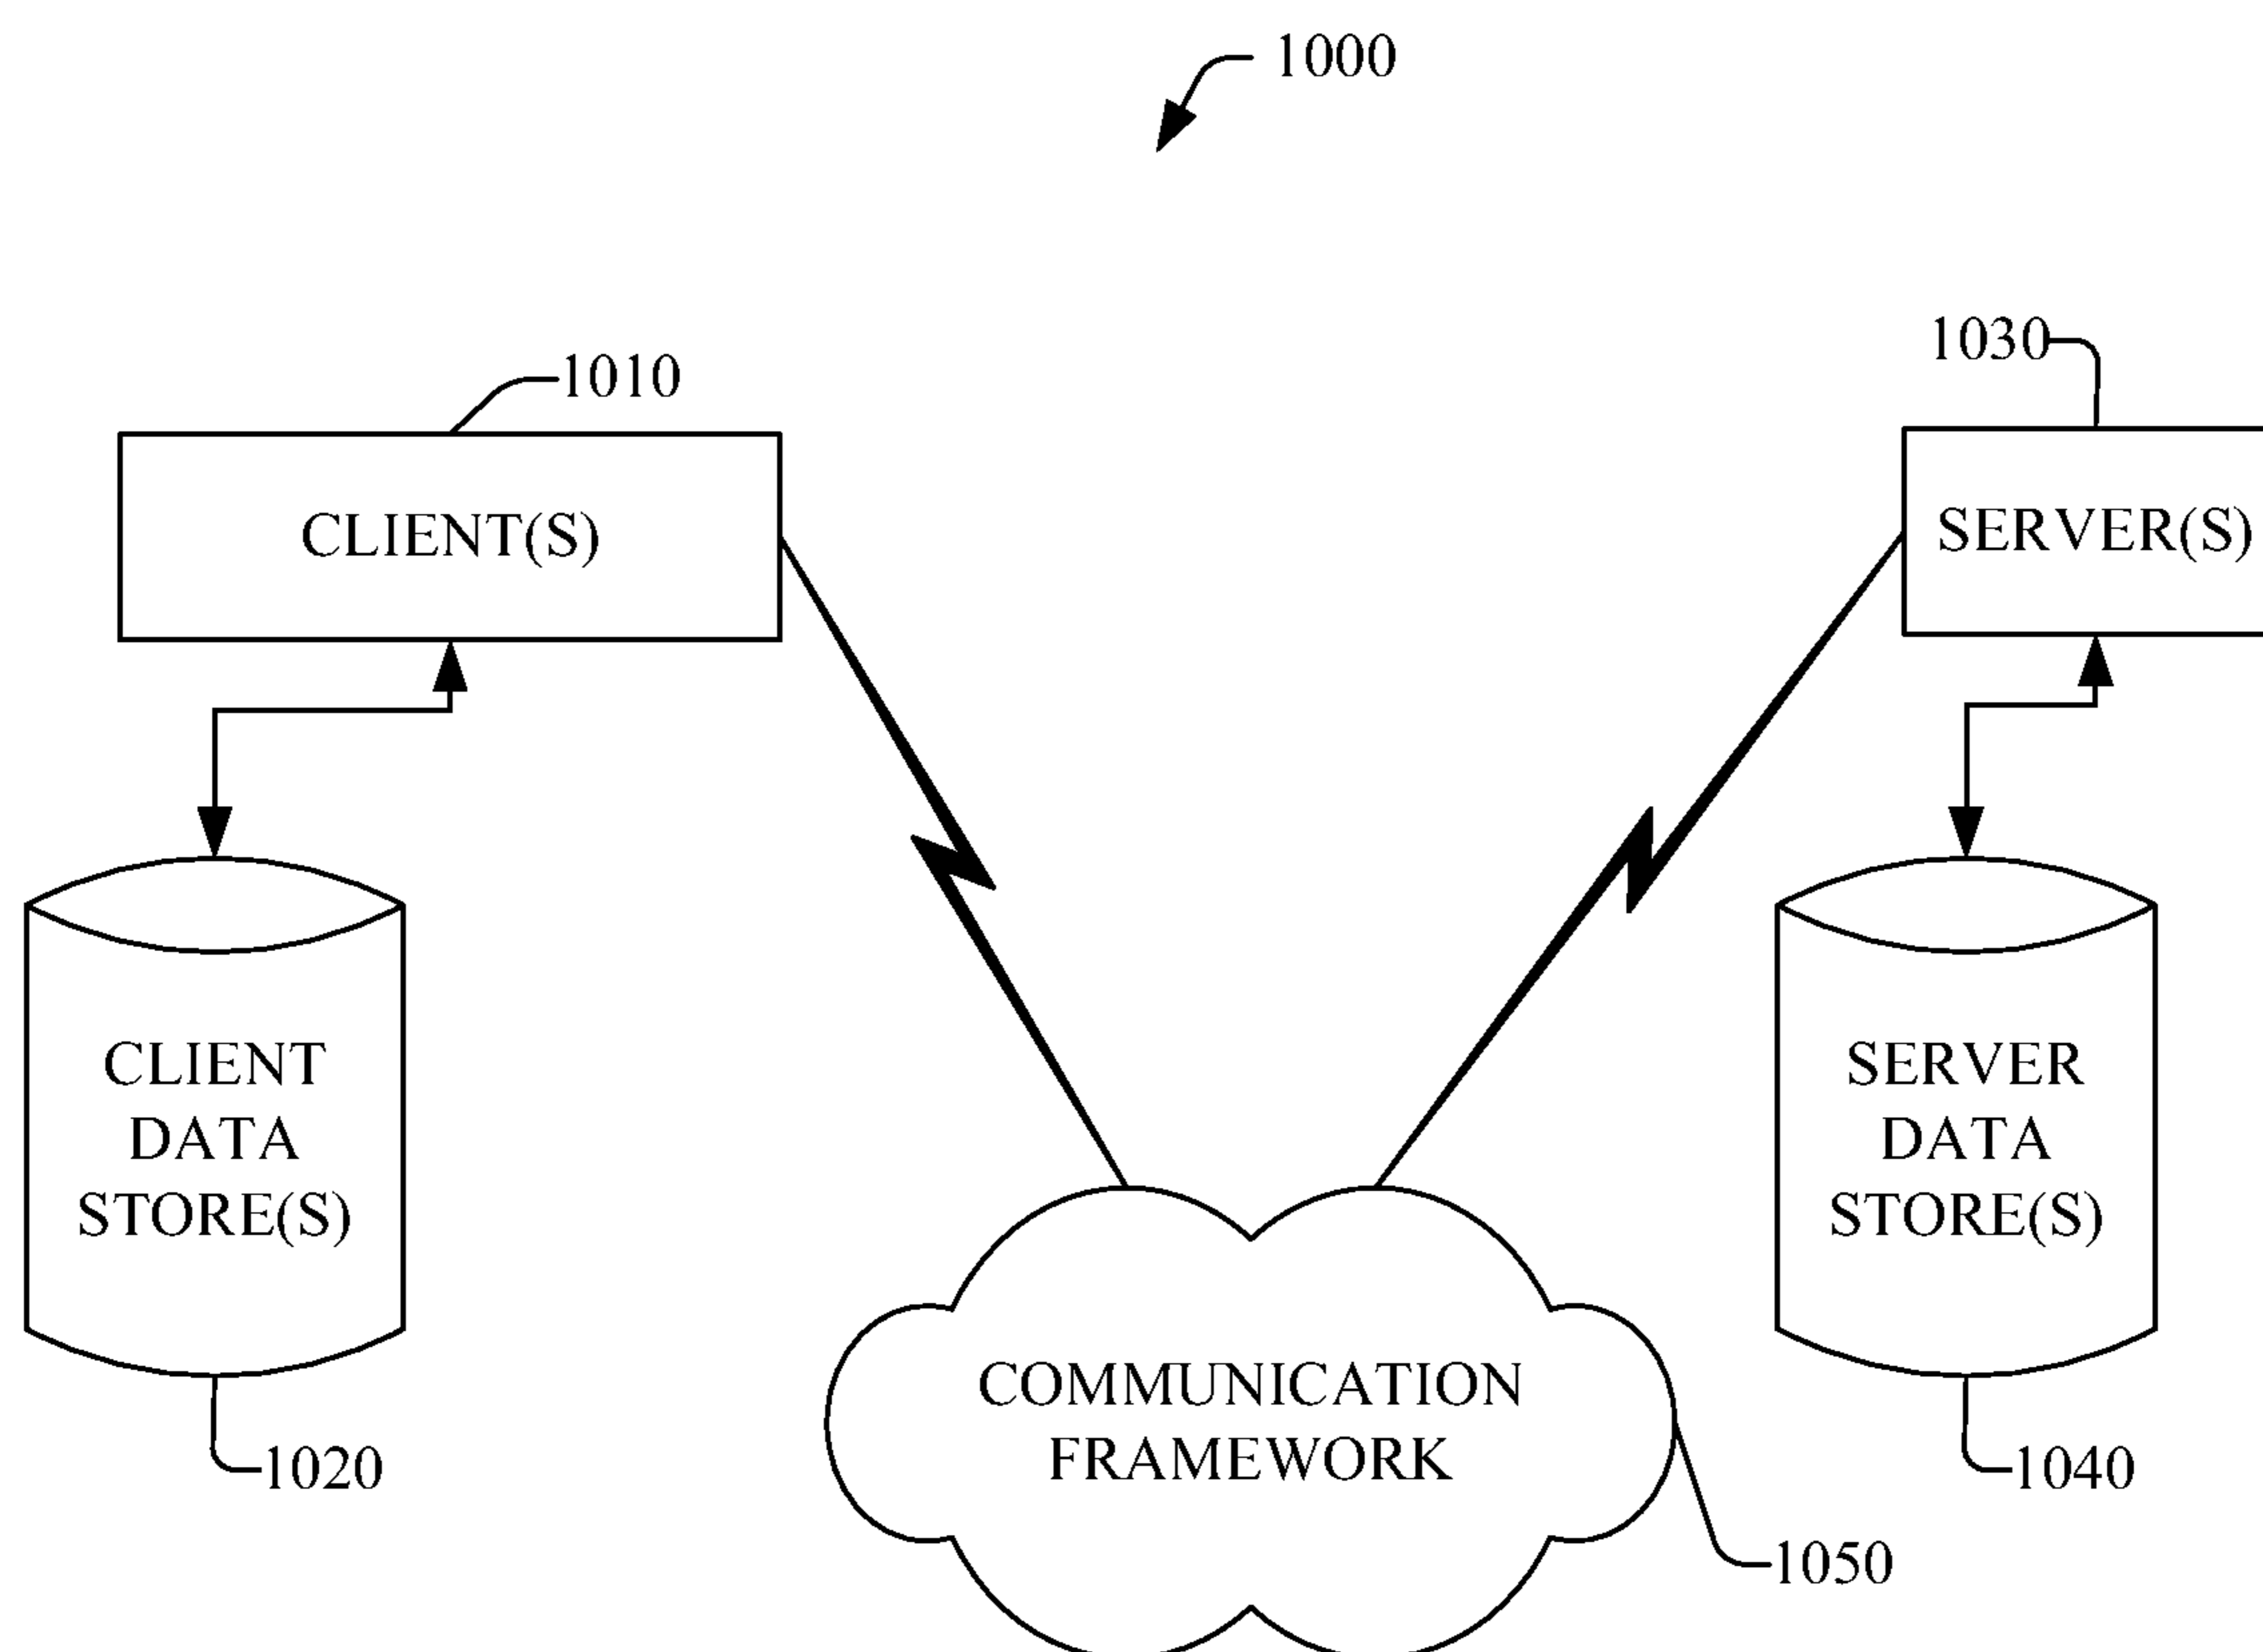 1000
1010
1030
CLIENT(S)
SERVER(S)
CLIENT
DATA
STORE(S)
SERVER
DATA
STORE(S)
COMMUNICATION
FRAMEWORK
1020
1040
1050